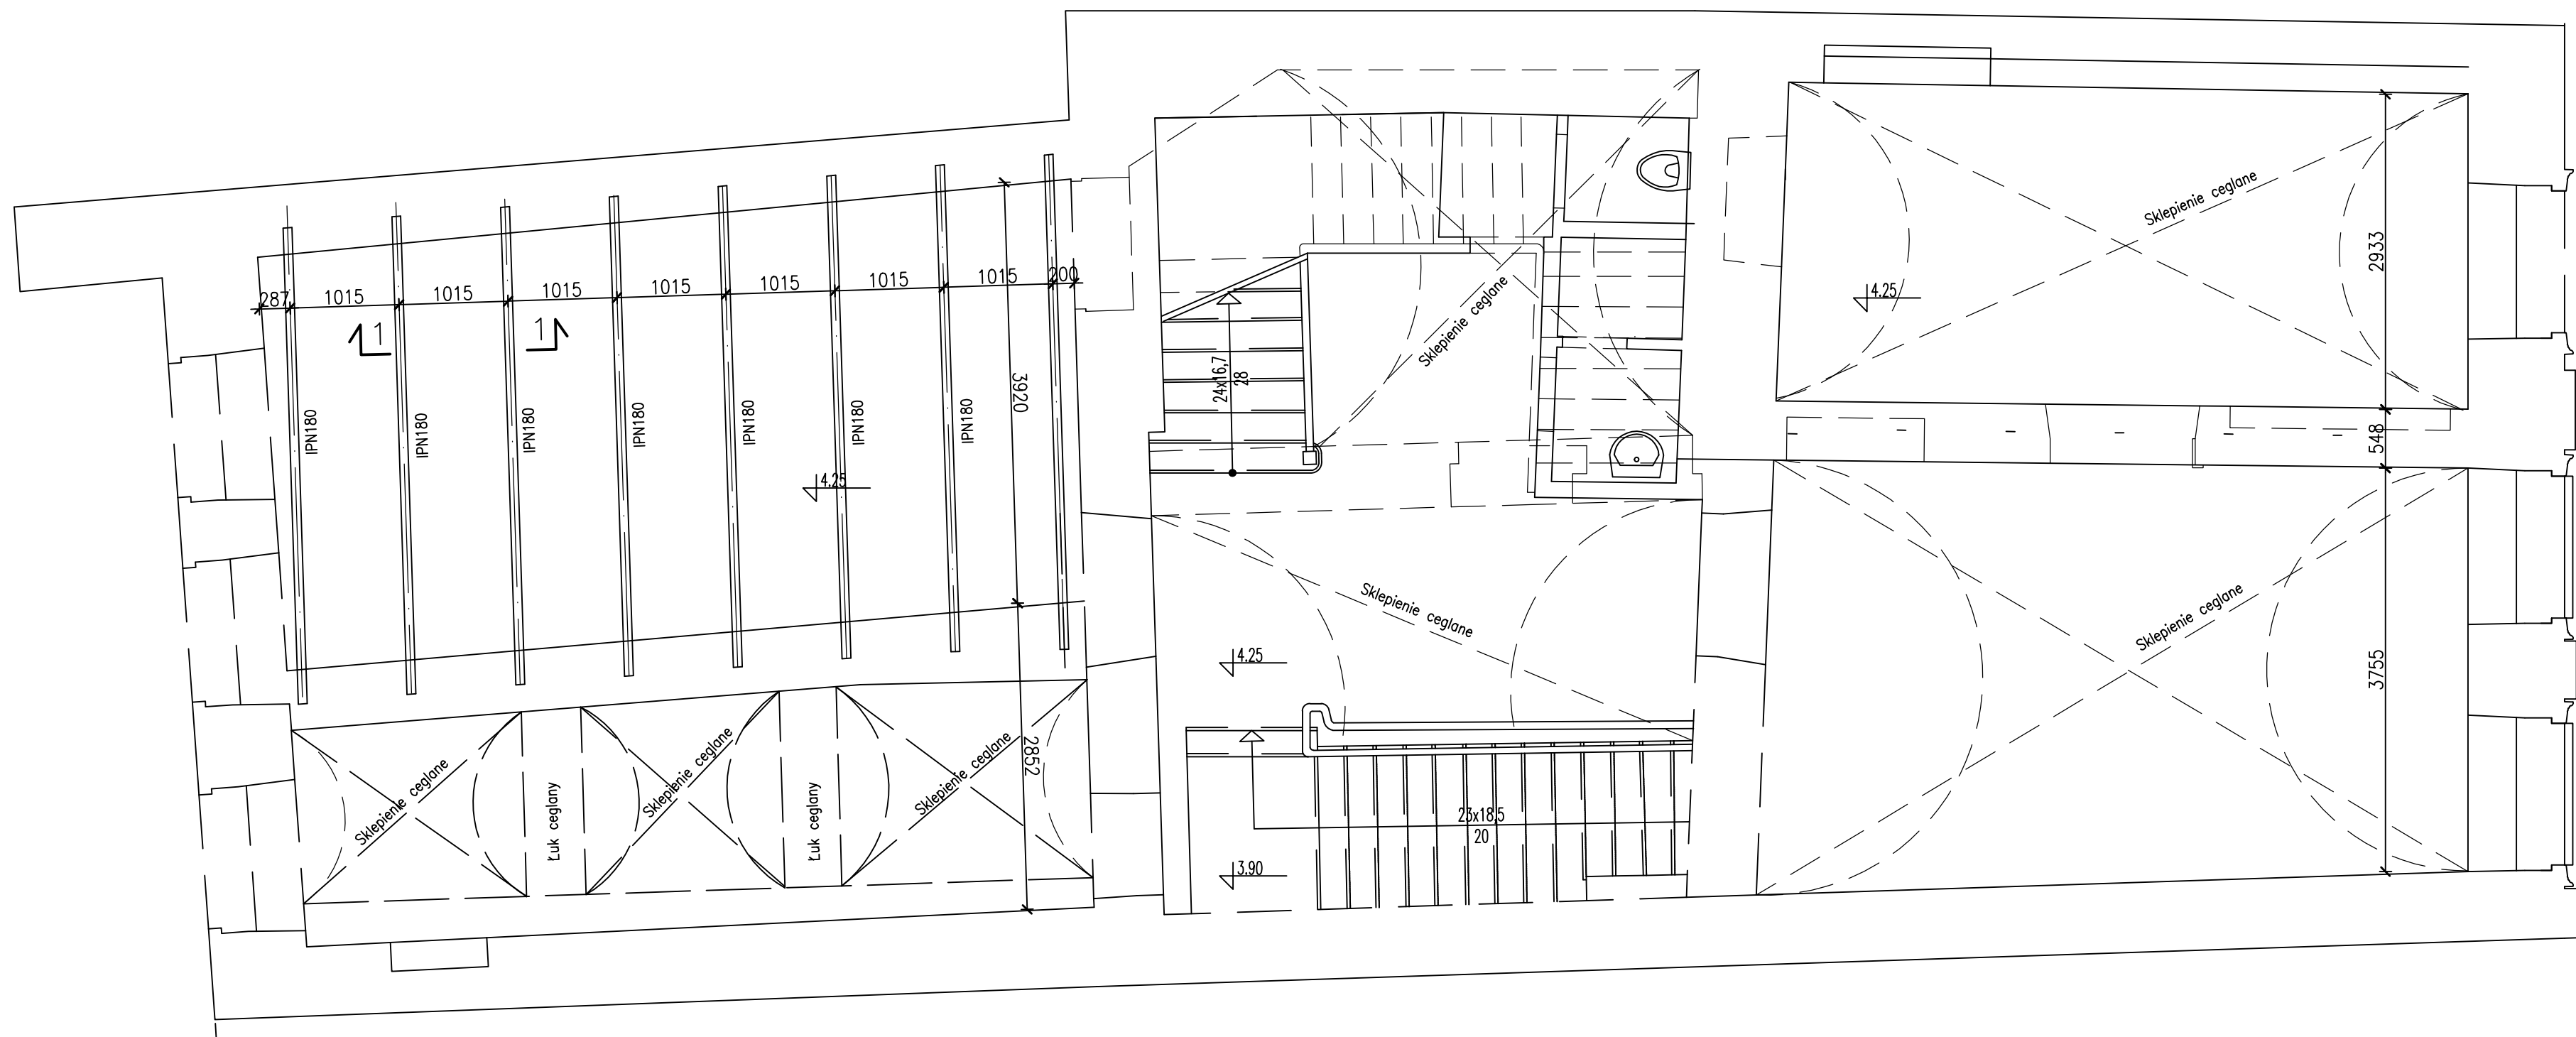 287
1015
1015
1015
1015
1015
1015
1015
200
1
1
IPN180
IPN180
IPN180
IPN180
IPN180
IPN180
IPN180
3920
4.25
2852
Sklepienie ceglane
Łuk ceglany
Sklepienie ceglane
Łuk ceglany
Sklepienie ceglane
24x16,7
28
Sklepienie ceglane
Sklepienie ceglane
4.25
23x18,5
20
3.90
Sklepienie ceglane
4.25
2933
548
Sklepienie ceglane
3755